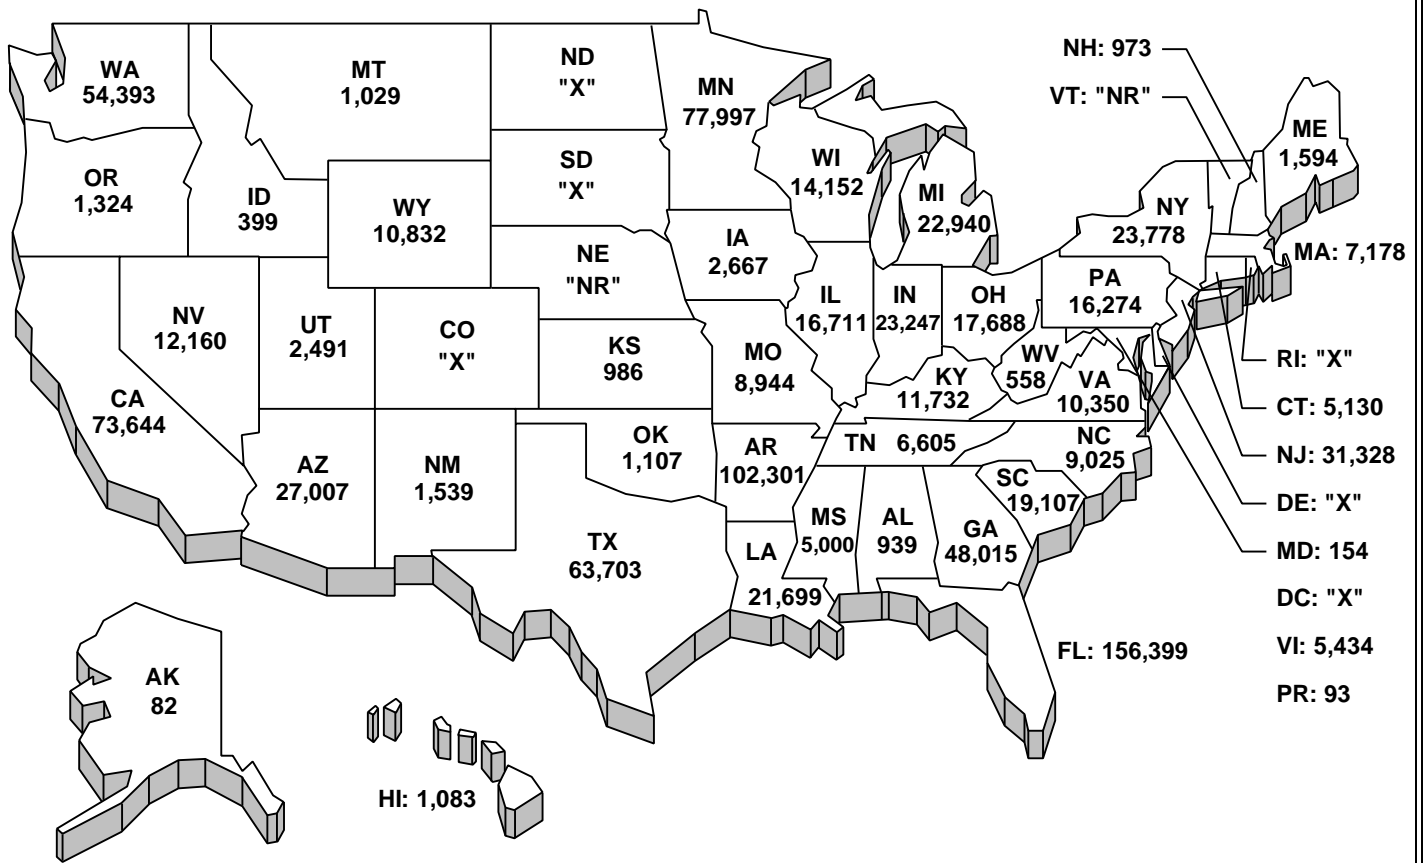 WA
54,393
MT
1,029
ND
"X"
MN
77,997
OR
1,324
ID
399
WY
10,832
SD
"X"
WI
14,152
MI
22,940
NH: 973
VT: "NR"
ME
1,594
NY
23,778
MA: 7,178
NV
12,160
UT
2,491
CO
"X"
NE
"NR"
IA
2,667
IL
16,711
IN
23,247
OH
17,688
PA
16,274
CA
73,644
KS
986
MO
8,944
KY
11,732
WV
558
VA
10,350
RI: "X"
CT: 5,130
NJ: 31,328
DE: "X"
MD: 154
DC: "X"
VI: 5,434
PR: 93
AZ
27,007
NM
1,539
OK
1,107
AR
102,301
TN 6,605
NC
9,025
SC
19,107
TX
63,703
LA
21,699
MS
5,000
AL
939
GA
48,015
FL: 156,399
AK
82
HI: 1,083